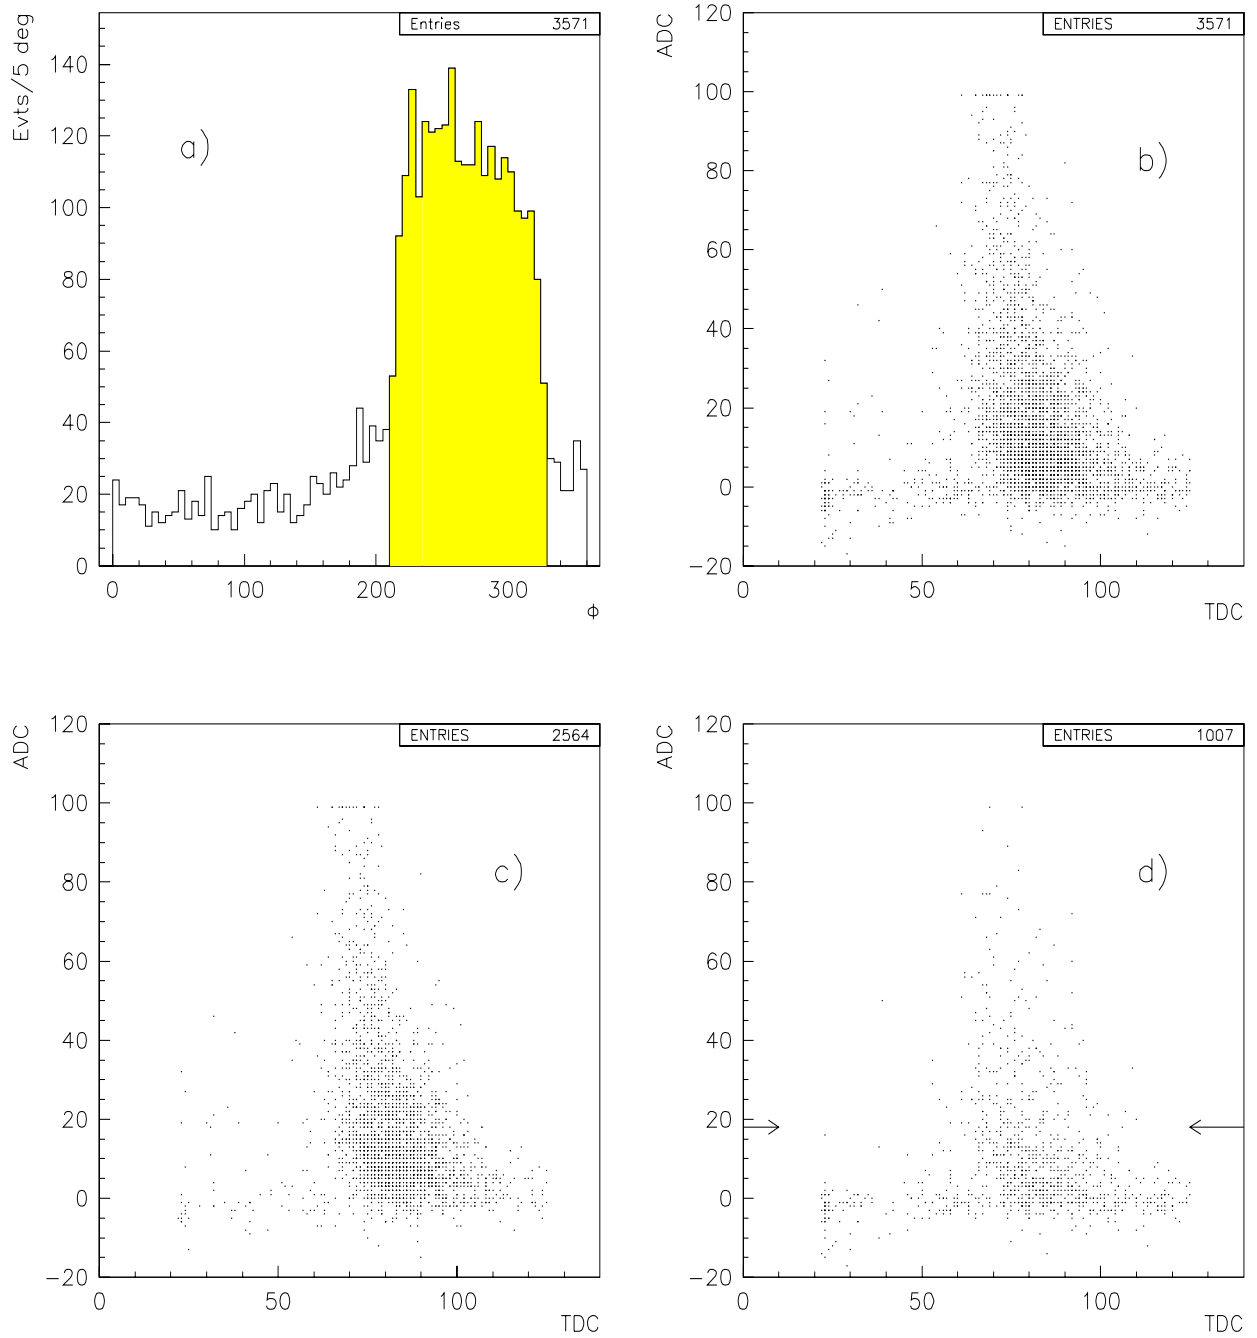 Evts/5 deg
Entries 3571
140
120
100
80
60
40
20
0
a)
0 100 200 300
ϕ
ADC
ENTRIES 3571
120
100
80
60
40
20
0
−20
b)
0 50 100
TDC
ADC
ENTRIES 2564
120
100
80
60
40
20
0
−20
c)
0 50 100
TDC
ADC
ENTRIES 1007
120
100
80
60
40
20
0
−20
d)
0 50 100
TDC